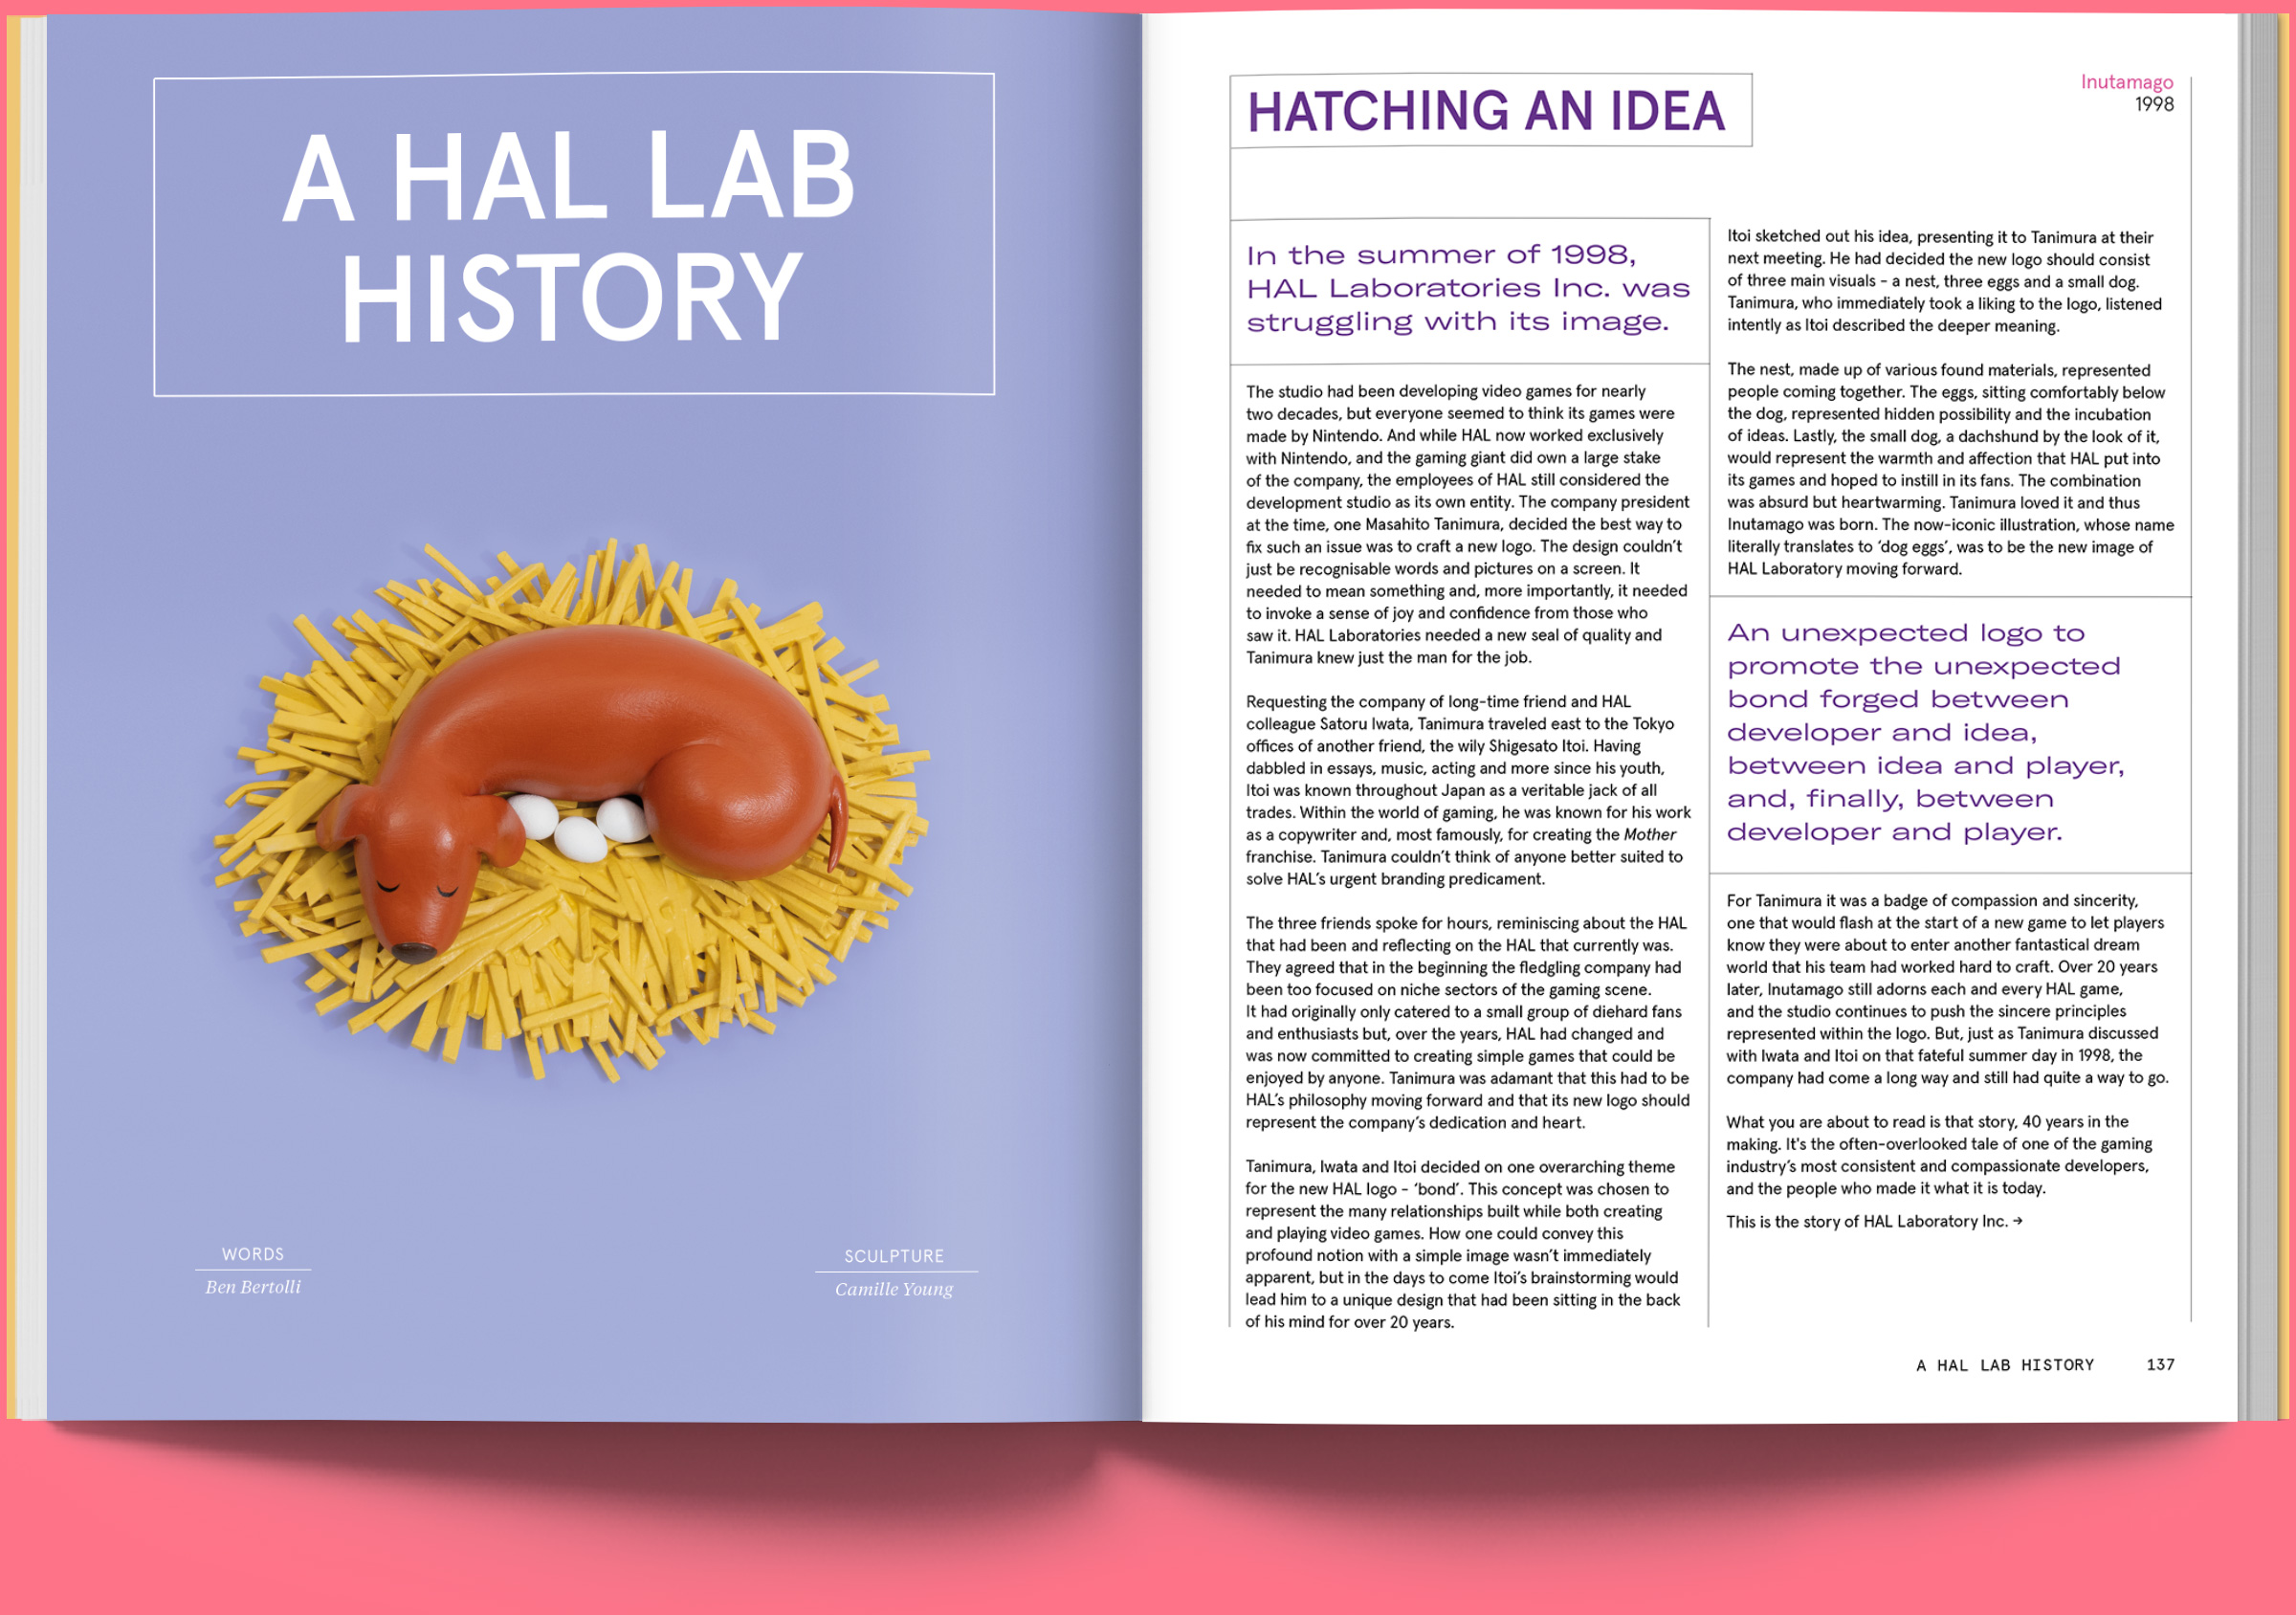 A HAL LAB
HISTORY
WORDS
Ben Bertolli
SCULPTURE
Camille Young
HATCHING AN IDEA
Inutamago
1998
In the summer of 1998,
HAL Laboratories Inc. was
struggling with its image.
The studio had been developing video games for nearly
two decades, but everyone seemed to think its games were
made by Nintendo. And while HAL now worked exclusively
with Nintendo, and the gaming giant did own a large stake
of the company, the employees of HAL still considered the
development studio as its own entity. The company president
at the time, one Masahito Tanimura, decided the best way to
fix such an issue was to craft a new logo. The design couldn’t
just be recognisable words and pictures on a screen. It
needed to mean something and, more importantly, it needed
to invoke a sense of joy and confidence from those who
saw it. HAL Laboratories needed a new seal of quality and
Tanimura knew just the man for the job.
Requesting the company of long-time friend and HAL
colleague Satoru Iwata, Tanimura traveled east to the Tokyo
offices of another friend, the wily Shigesato Itoi. Having
dabbled in essays, music, acting and more since his youth,
Itoi was known throughout Japan as a veritable jack of all
trades. Within the world of gaming, he was known for his work
as a copywriter and, most famously, for creating the Mother
franchise. Tanimura couldn’t think of anyone better suited to
solve HAL’s urgent branding predicament.
The three friends spoke for hours, reminiscing about the HAL
that had been and reflecting on the HAL that currently was.
They agreed that in the beginning the fledgling company had
been too focused on niche sectors of the gaming scene.
It had originally only catered to a small group of diehard fans
and enthusiasts but, over the years, HAL had changed and
was now committed to creating simple games that could be
enjoyed by anyone. Tanimura was adamant that this had to be
HAL’s philosophy moving forward and that its new logo should
represent the company’s dedication and heart.
Tanimura, Iwata and Itoi decided on one overarching theme
for the new HAL logo – ‘bond’. This concept was chosen to
represent the many relationships built while both creating
and playing video games. How one could convey this
profound notion with a simple image wasn’t immediately
apparent, but in the days to come Itoi’s brainstorming would
lead him to a unique design that had been sitting in the back
of his mind for over 20 years.
Itoi sketched out his idea, presenting it to Tanimura at their
next meeting. He had decided the new logo should consist
of three main visuals – a nest, three eggs and a small dog.
Tanimura, who immediately took a liking to the logo, listened
intently as Itoi described the deeper meaning.
The nest, made up of various found materials, represented
people coming together. The eggs, sitting comfortably below
the dog, represented hidden possibility and the incubation
of ideas. Lastly, the small dog, a dachshund by the look of it,
would represent the warmth and affection that HAL put into
its games and hoped to instill in its fans. The combination
was absurd but heartwarming. Tanimura loved it and thus
Inutamago was born. The now-iconic illustration, whose name
literally translates to ‘dog eggs’, was to be the new image of
HAL Laboratory moving forward.
An unexpected logo to
promote the unexpected
bond forged between
developer and idea,
between idea and player,
and, finally, between
developer and player.
For Tanimura it was a badge of compassion and sincerity,
one that would flash at the start of a new game to let players
know they were about to enter another fantastical dream
world that his team had worked hard to craft. Over 20 years
later, Inutamago still adorns each and every HAL game,
and the studio continues to push the sincere principles
represented within the logo. But, just as Tanimura discussed
with Iwata and Itoi on that fateful summer day in 1998, the
company had come a long way and still had quite a way to go.
What you are about to read is that story, 40 years in the
making. It's the often-overlooked tale of one of the gaming
industry’s most consistent and compassionate developers,
and the people who made it what it is today.
This is the story of HAL Laboratory Inc. →
A HAL LAB HISTORY 137